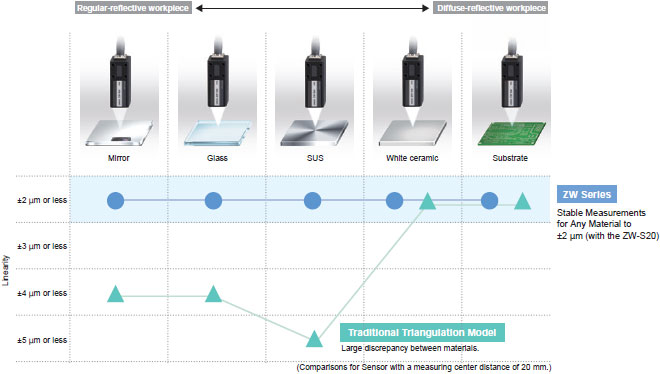 Regular-reflective workpiece
Diffuse-reflective workpiece
Mirror
Glass
SUS
White ceramic
Substrate
Linearity
±2 µm or less
±3 µm or less
±4 µm or less
±5 µm or less
ZW Series
Stable Measurements
for Any Material to
±2 µm (with the ZW-S20)
Traditional Triangulation Model
Large discrepancy between materials.
(Comparisons for Sensor with a measuring center distance of 20 mm.)